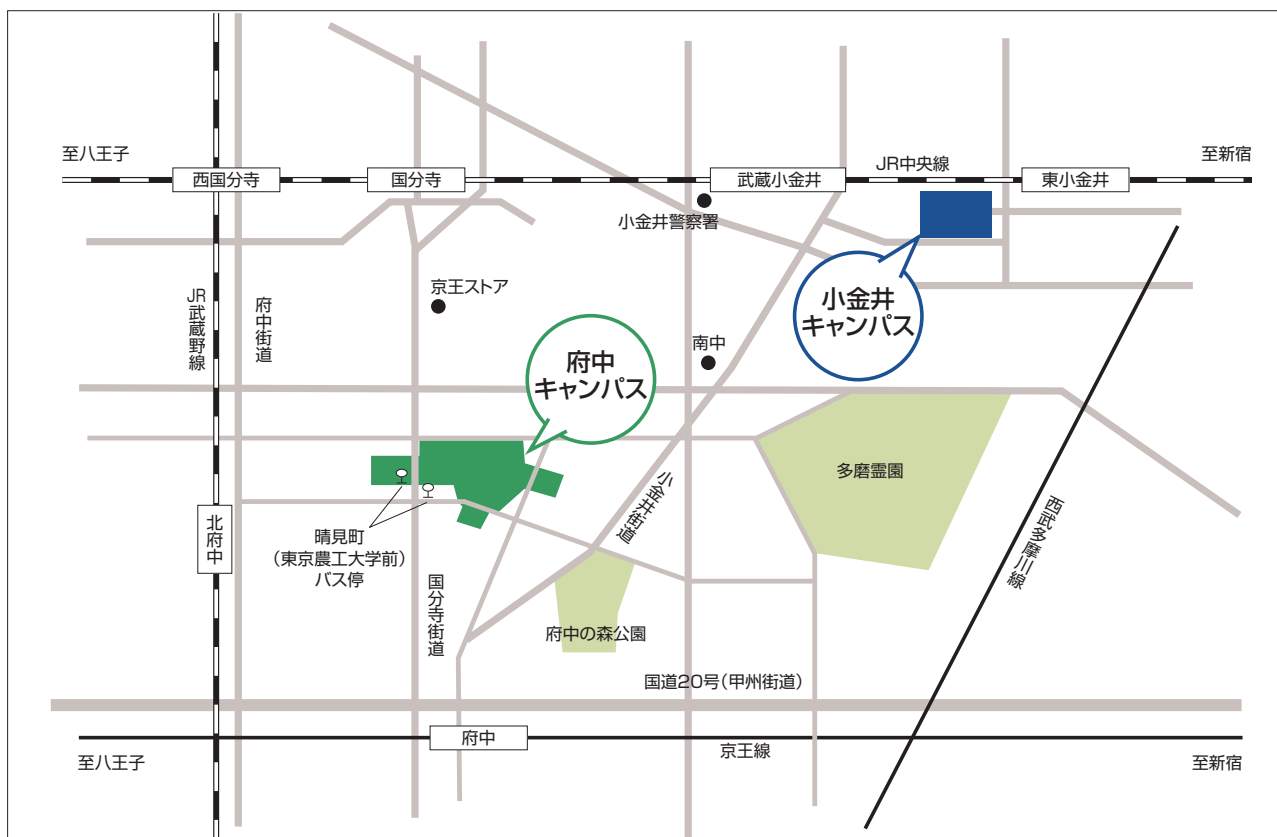 至八王子
西国分寺
国分寺
武蔵小金井
JR中央線
東小金井
至新宿
小金井警察署
京王ストア
小金井
キャンパス
JR武蔵野線
府中街道
府中
キャンパス
南中
多磨霊園
小金井街道
西武多摩川線
北府中
晴見町
(東京農工大学前)
バス停
国分寺街道
府中の森公園
国道20号(甲州街道)
府中
京王線
至八王子
至新宿